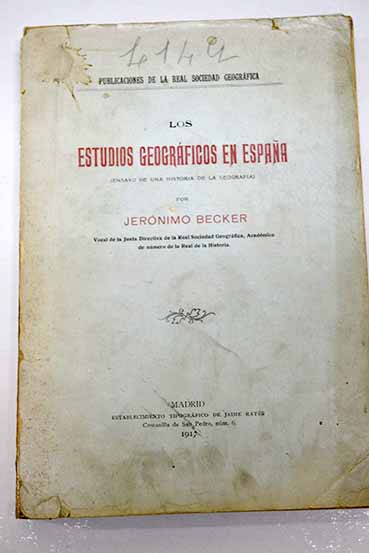 4142
PUBLICACIONES DE LA REAL SOCIEDAD GEOGRÁFICA
LOS
ESTUDIOS GEOGRÁFICOS EN ESPAÑA
(ENSAYO DE UNA HISTORIA DE LA GEOGRAFÍA)
POR
JERÓNIMO BECKER
Vocal de la Junta Directiva de la Real Sociedad Geográfica, Académico
de número de la Real de la Historia.
MADRID
ESTABLECIMIENTO TIPOGRÁFICO DE JAIME RATÉS
Costanilla de San Pedro, núm. 6.
1917